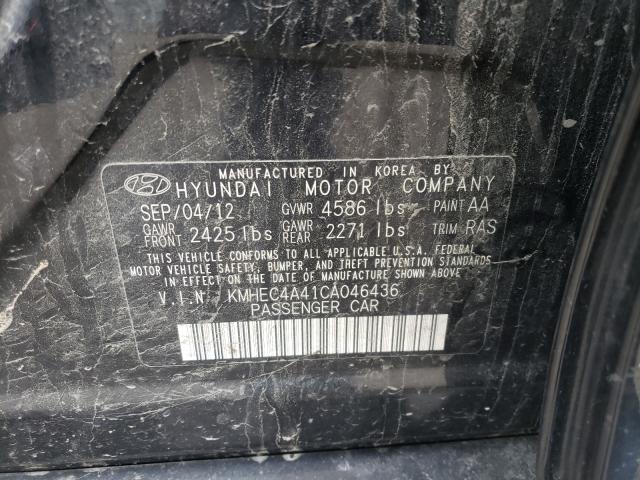 MANUFACTURED IN KOREA BY
HYUNDAI MOTOR COMPANY
SEP/04/12 GVWR 4586 lbs PAINT AA
GAWR FRONT 2425 lbs GAWR REAR 2271 lbs TRIM RAS
THIS VEHICLE CONFORMS TO ALL APPLICABLE U.S.A. FEDERAL
MOTOR VEHICLE SAFETY, BUMPER, AND THEFT PREVENTION STANDARDS
IN EFFECT ON THE DATE OF MANUFACTURE SHOWN ABOVE.
V.I.N: KMHEC4A41CA046436
PASSENGER CAR